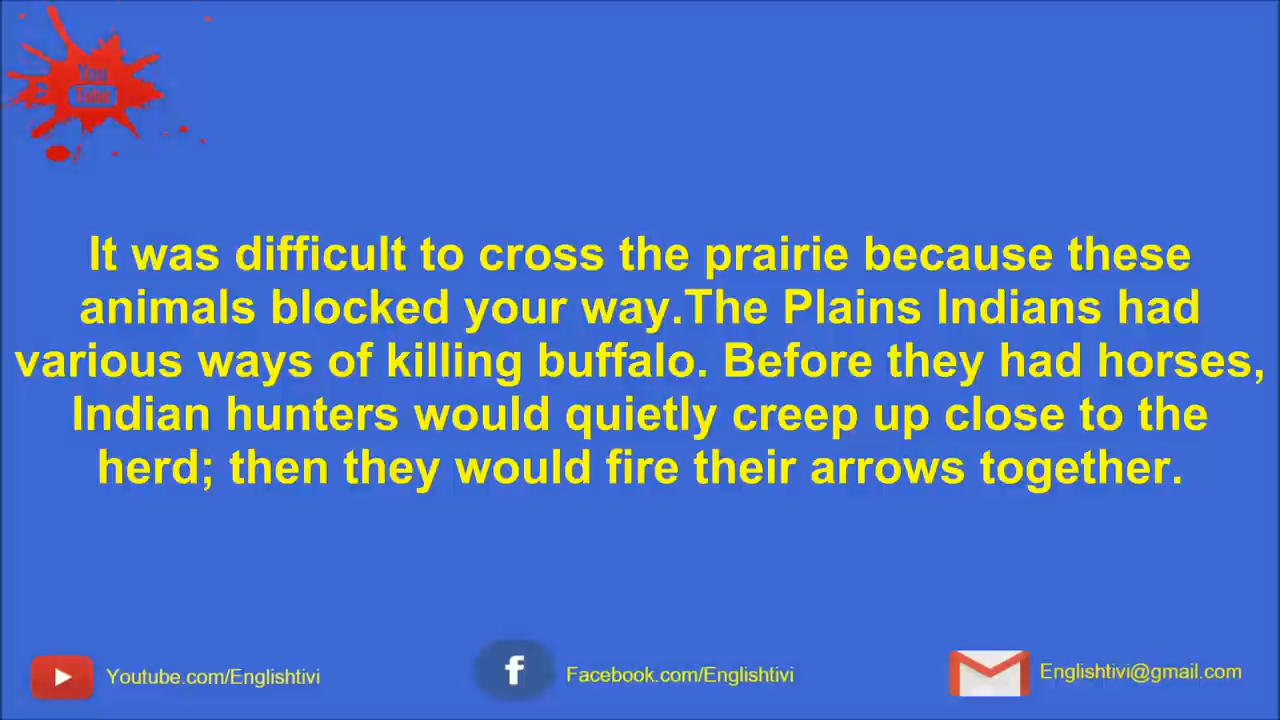 You
Tube
It was difficult to cross the prairie because these
animals blocked your way.The Plains Indians had
various ways of killing buffalo. Before they had horses,
Indian hunters would quietly creep up close to the
herd; then they would fire their arrows together.
Youtube.com/Englishtivi
f
Facebook.com/Englishtivi
Englishtivi@gmail.com